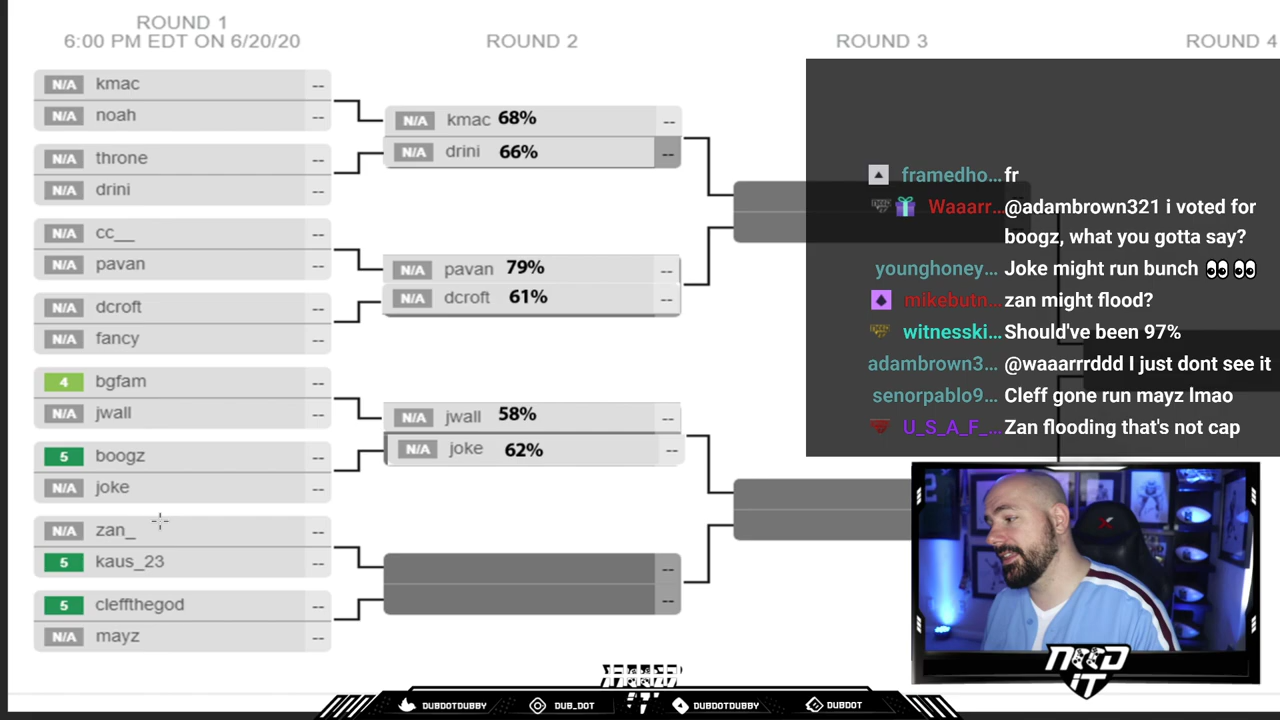 ROUND 1
6:00 PM EDT ON 6/20/20
ROUND 2
ROUND 3
ROUND 4
N/A kmac --
N/A noah --
N/A throne --
N/A drini --
N/A cc__ --
N/A pavan --
N/A dcroft --
N/A fancy --
4 bgfam --
N/A jwall --
5 boogz --
N/A joke --
N/A zan_ --
5 kaus_23 --
5 cleffthegod --
N/A mayz --
N/A kmac 68% --
N/A drini 66% --
N/A pavan 79% --
N/A dcroft 61% --
N/A jwall 58% --
N/A joke 62% --
--
--
framedho... fr
Waaarr... @adambrown321 i voted for
boogz, what you gotta say?
younghoney... Joke might run bunch 👀 👀
mikebutn... zan might flood?
witnesski... Should've been 97%
adambrown3... @waaarrrddd I just dont see it
senorpablo9... Cleff gone run mayz lmao
U_S_A_F_... Zan flooding that's not cap
NEED
IT
DUBDOTDUBBY
DUB_DOT
DUBDOTDUBBY
DUBDOT